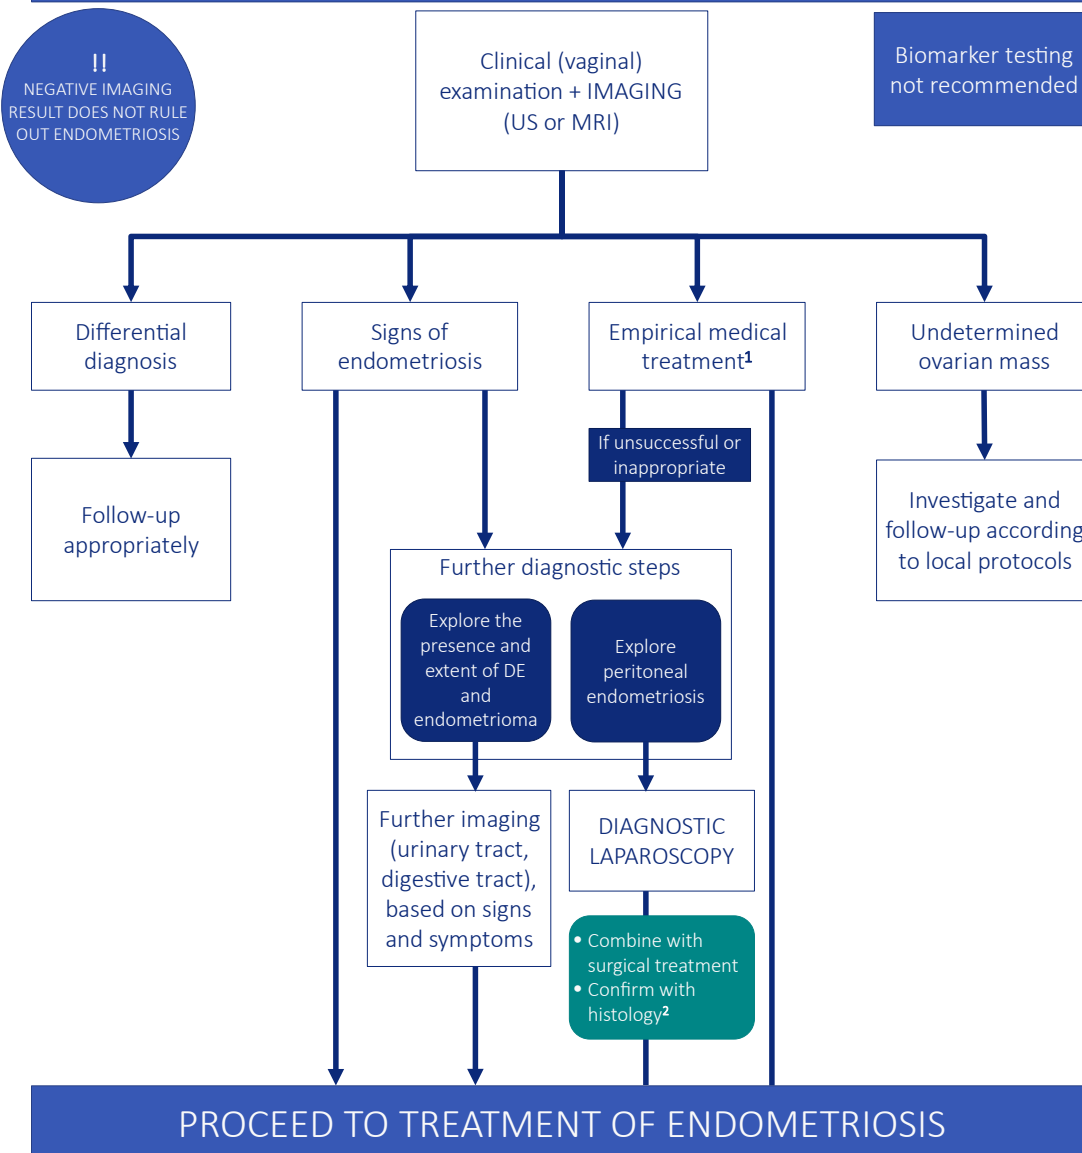 !!
NEGATIVE IMAGING
RESULT DOES NOT RULE
OUT ENDOMETRIOSIS
Clinical (vaginal)
examination + IMAGING
(US or MRI)
Biomarker testing
not recommended
Differential
diagnosis
Signs of
endometriosis
Empirical medical
treatment¹
Undetermined
ovarian mass
If unsuccessful or
inappropriate
Follow-up
appropriately
Investigate and
follow-up according
to local protocols
Further diagnostic steps
Explore the
presence and
extent of DE
and
endometrioma
Explore
peritoneal
endometriosis
Further imaging
(urinary tract,
digestive tract),
based on signs
and symptoms
DIAGNOSTIC
LAPAROSCOPY
• Combine with
surgical treatment
• Confirm with
histology²
PROCEED TO TREATMENT OF ENDOMETRIOSIS